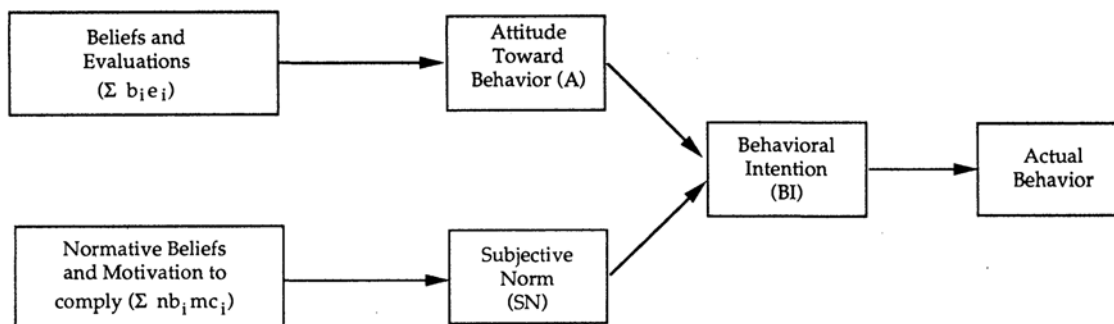 Beliefs and
Evaluations
(Σ b_i e_i)
Attitude
Toward
Behavior (A)
Behavioral
Intention
(BI)
Actual
Behavior
Normative Beliefs
and Motivation to
comply (Σ nb_i mc_i)
Subjective
Norm
(SN)